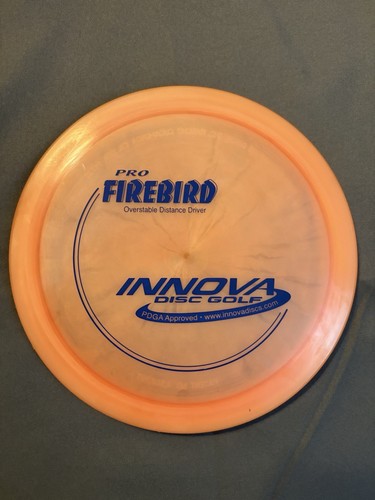 PRO
FIREBIRD
Overstable Distance Driver
INNOVA
DISC GOLF
PDGA Approved • www.innovadiscs.com